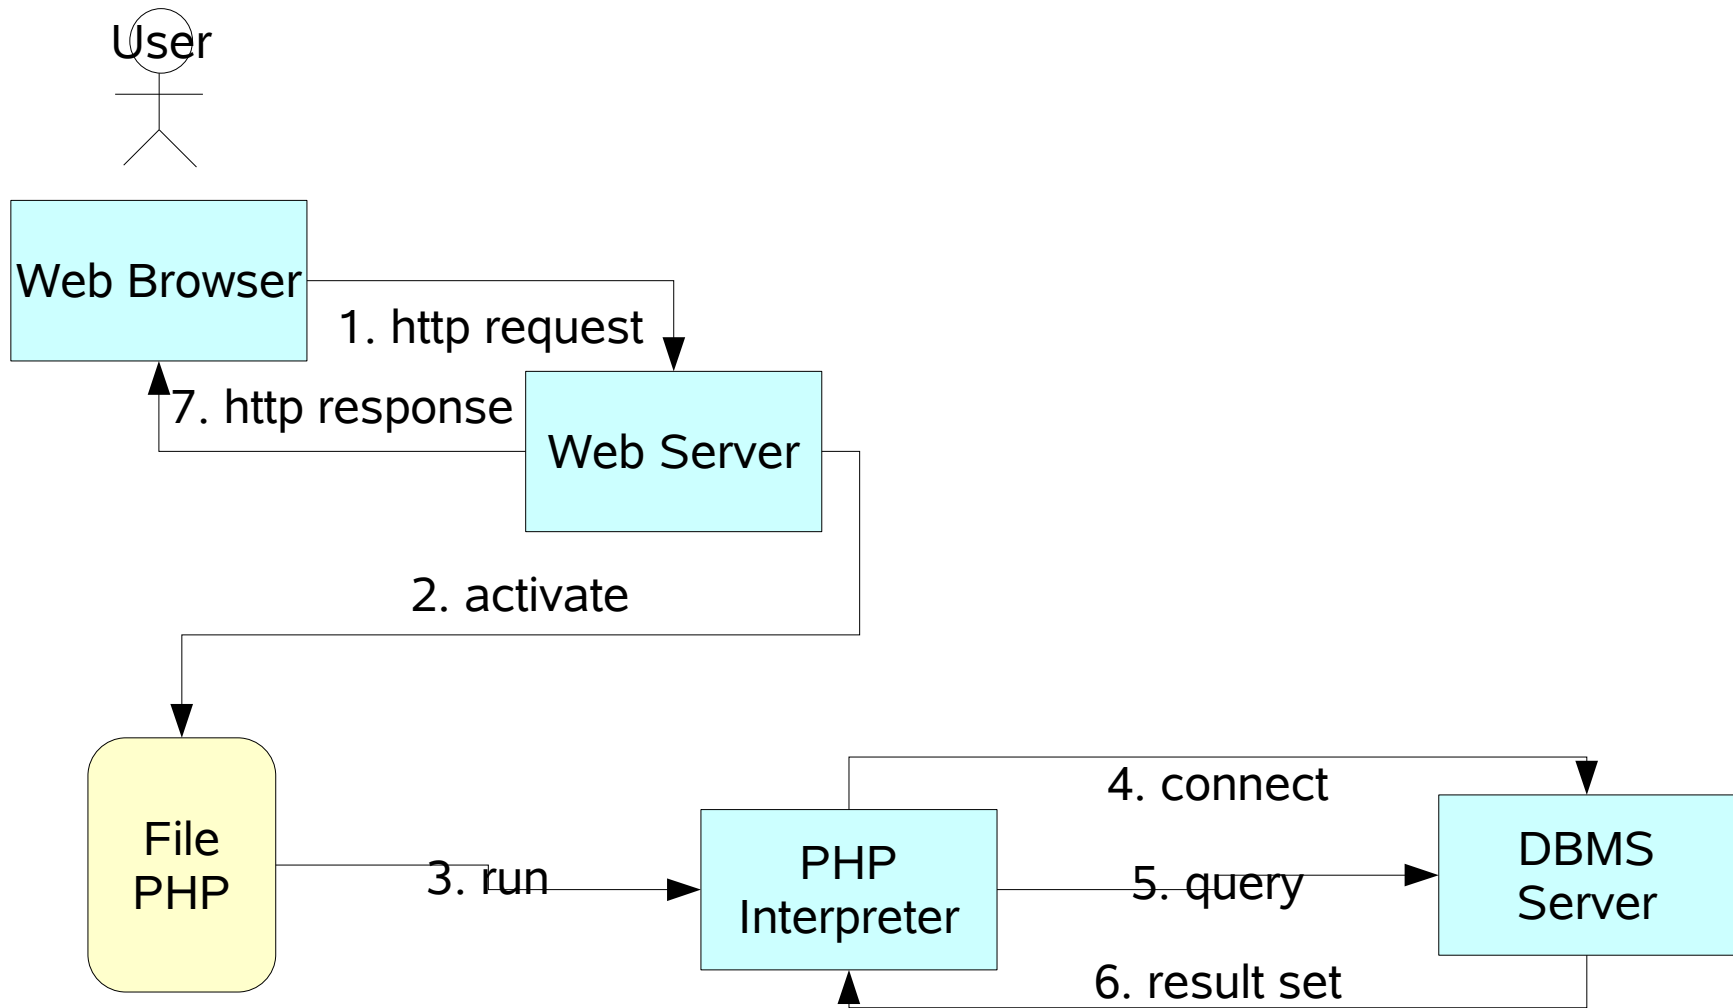 User
Web Browser
1. http request
7. http response
Web Server
2. activate
File
PHP
3. run
PHP
Interpreter
4. connect
5. query
6. result set
DBMS
Server